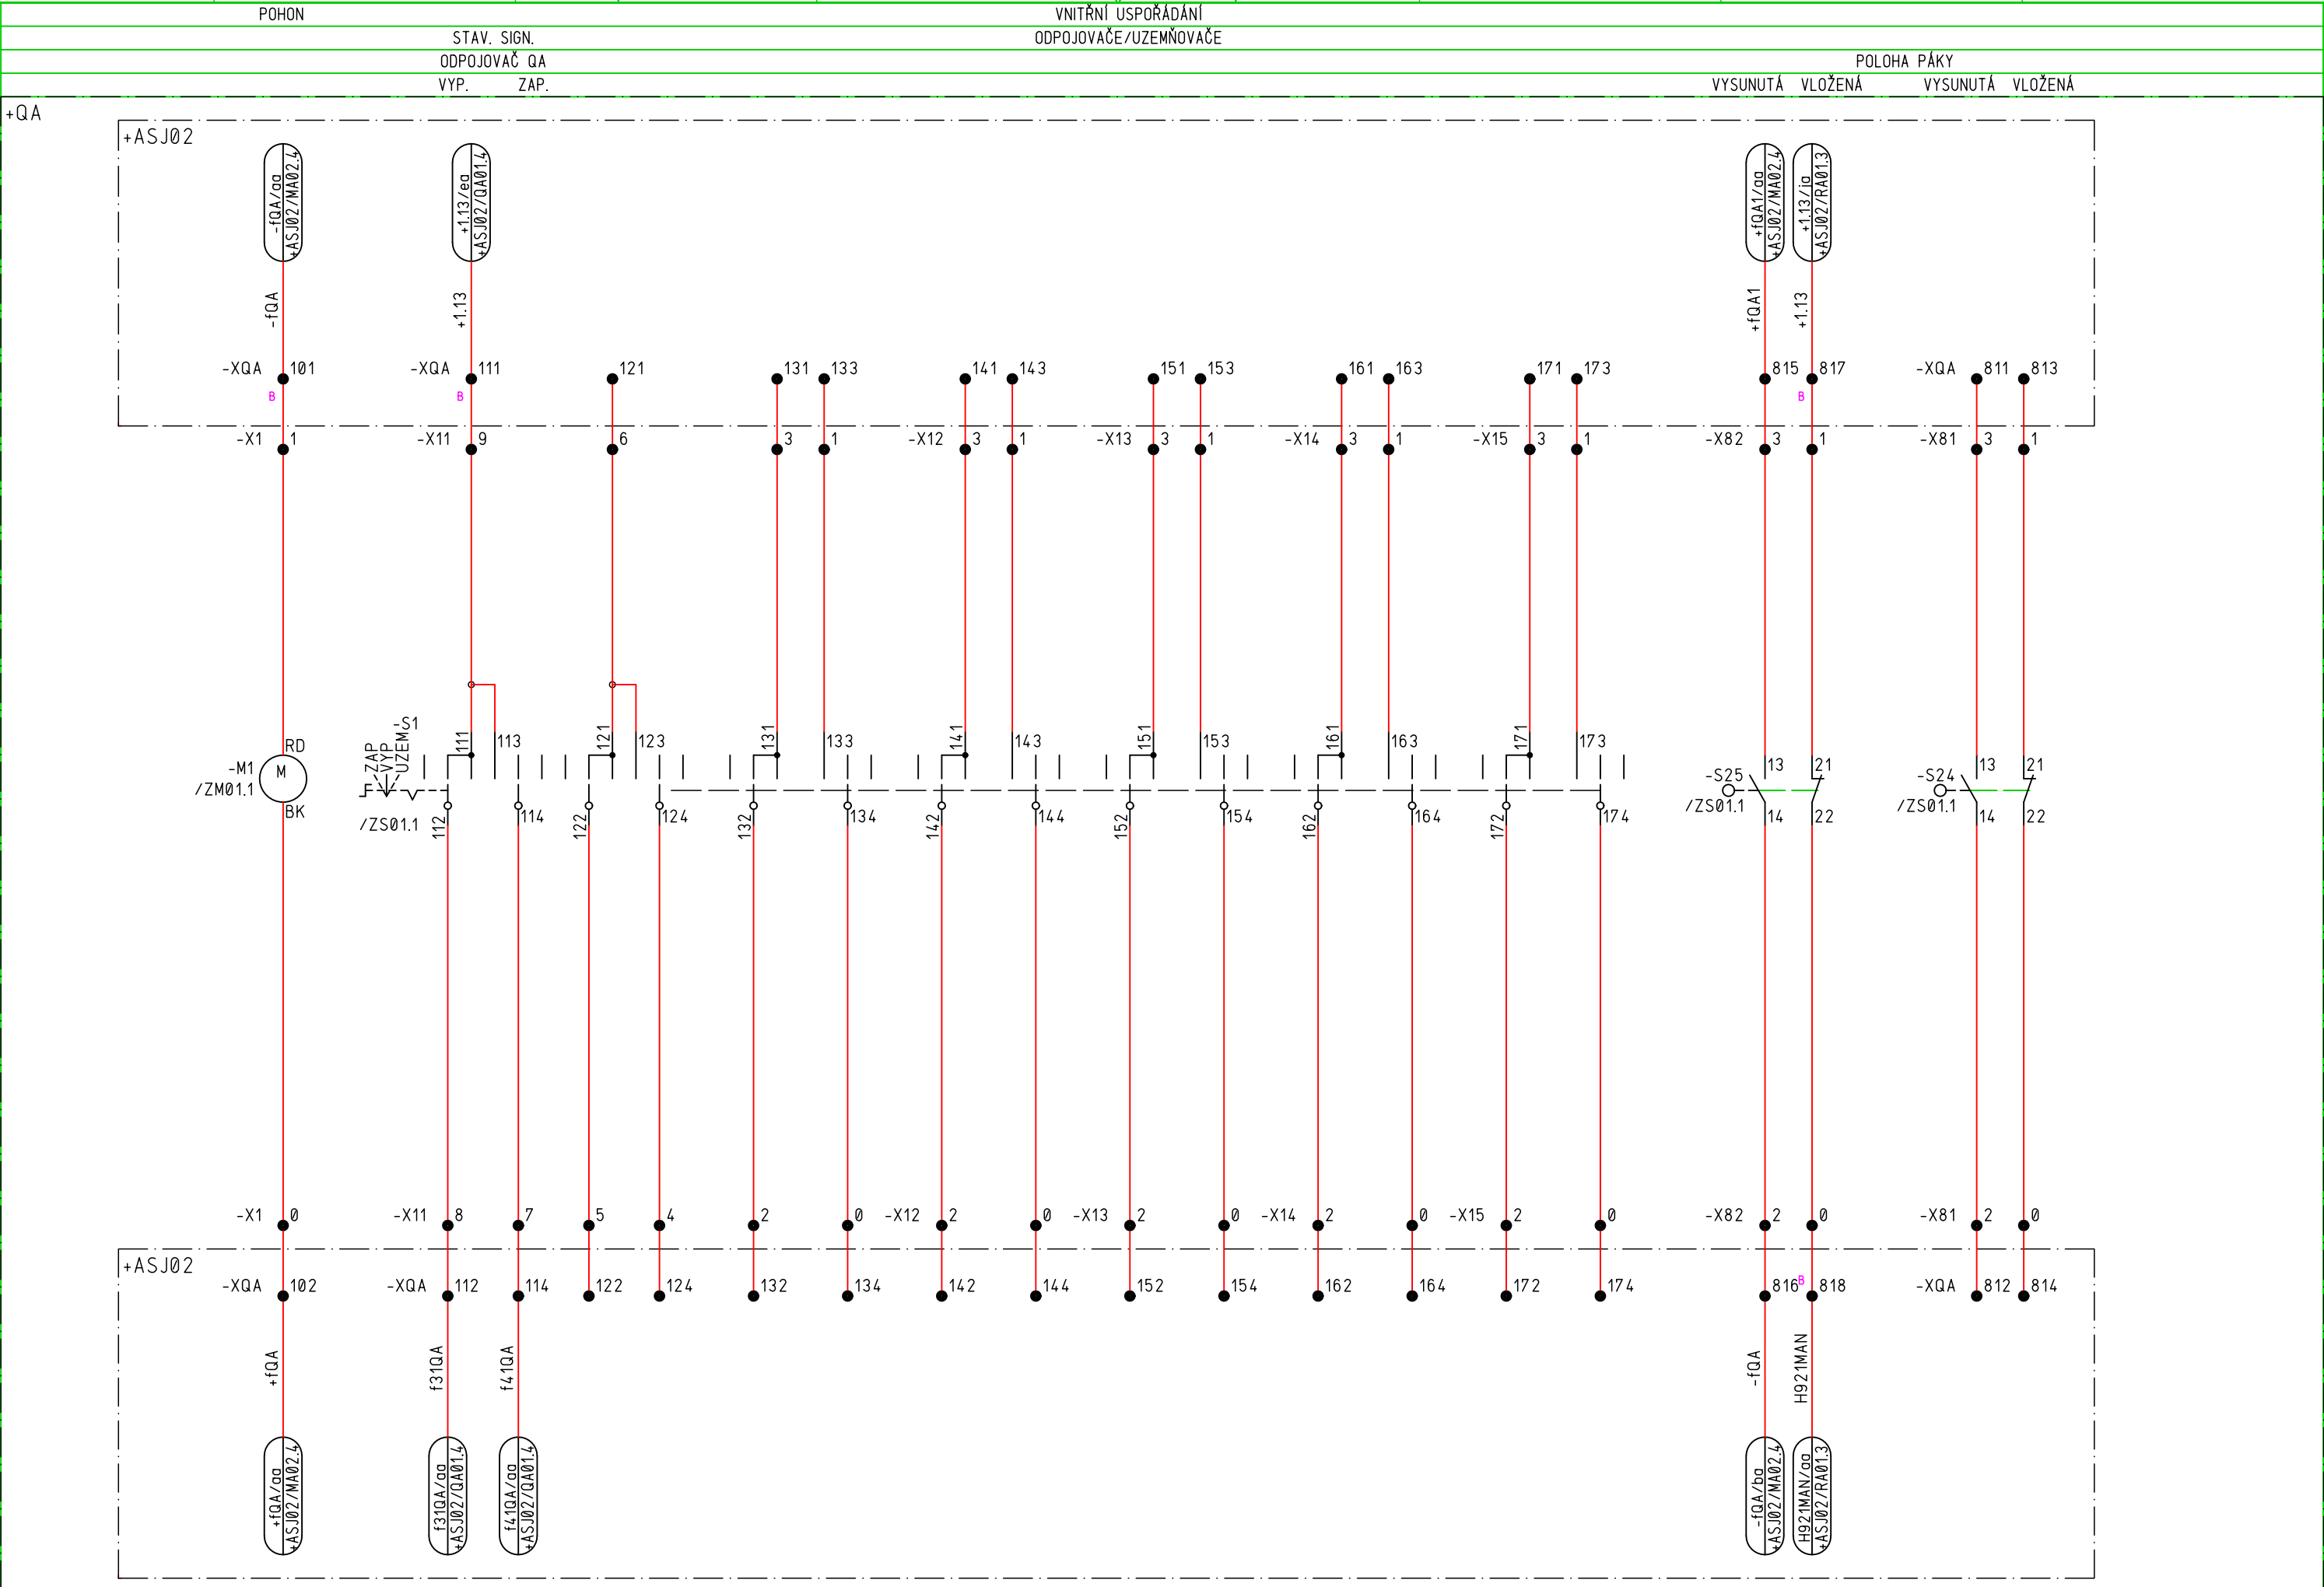 POHON VNITŘNÍ USPOŘÁDÁNÍ
STAV. SIGN. ODPOJOVAČE/UZEMŇOVAČE
ODPOJOVAČ QA POLOHA PÁKY
VYP. ZAP. VYSUNUTÁ VLOŽENÁ VYSUNUTÁ VLOŽENÁ
+QA
+ASJ02
-fQA/aa
+ASJ02/MA02.4
+1.13/ea
+ASJ02/QA01.4
+fQA1/aa
+ASJ02/MA02.4
+1.13/ja
+ASJ02/RA01.3
-fQA +1.13 +fQA1 +1.13
-XQA 101 -XQA 111 121 131 133 141 143 151 153 161 163 171 173 815 817 -XQA 811 813
B B B
-X1 1 -X11 9 6 3 1 -X12 3 1 -X13 3 1 -X14 3 1 -X15 3 1 -X82 3 1 -X81 3 1
-S1
ZAP
VYP
UZEM
RD 111 113 121 123 131 133 141 143 151 153 161 163 171 173
-M1 M
/ZM01.1
BK
/ZS01.1
13 21 13 21
-S25 -S24
/ZS01.1 /ZS01.1
14 22 14 22
112 114 122 124 132 134 142 144 152 154 162 164 172 174
-X1 0 -X11 8 7 5 4 2 0 -X12 2 0 -X13 2 0 -X14 2 0 -X15 2 0 -X82 2 0 -X81 2 0
+ASJ02
-XQA 102 -XQA 112 114 122 124 132 134 142 144 152 154 162 164 172 174 816 B 818 -XQA 812 814
+fQA f31QA f41QA -fQA H921MAN
+fQA/aa
+ASJ02/MA02.4
f31QA/aa
+ASJ02/QA01.4
f41QA/aa
+ASJ02/QA01.4
-fQA/ba
+ASJ02/MA02.4
H921MAN/aa
+ASJ02/RA01.3